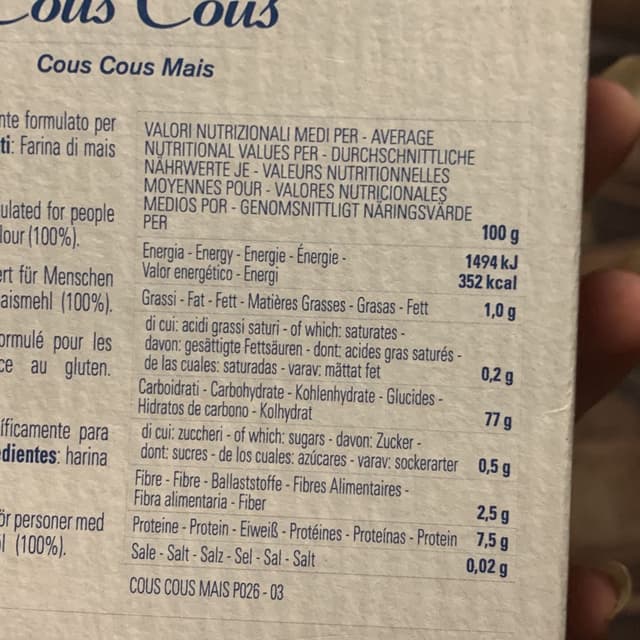 Cous Cous
Cous Cous Mais
nte formulato per
ti: Farina di mais
ulated for people
lour (100%).
ert für Menschen
aismehl (100%).
ormulé pour les
ce au gluten.
íficamente para
edientes: harina
ör personer med
l (100%).
VALORI NUTRIZIONALI MEDI PER - AVERAGE
NUTRITIONAL VALUES PER - DURCHSCHNITTLICHE
NÄHRWERTE JE - VALEURS NUTRITIONNELLES
MOYENNES POUR - VALORES NUTRICIONALES
MEDIOS POR - GENOMSNITTLIGT NÄRINGSVÄRDE
PER 100 g
Energia - Energy - Energie - Énergie - 1494 kJ
Valor energético - Energi 352 kcal
Grassi - Fat - Fett - Matières Grasses - Grasas - Fett 1,0 g
di cui: acidi grassi saturi - of which: saturates -
davon: gesättigte Fettsäuren - dont: acides gras saturés -
de las cuales: saturadas - varav: mättat fet 0,2 g
Carboidrati - Carbohydrate - Kohlenhydrate - Glucides -
Hidratos de carbono - Kolhydrat 77 g
di cui: zuccheri - of which: sugars - davon: Zucker -
dont: sucres - de los cuales: azúcares - varav: sockerarter 0,5 g
Fibre - Fibre - Ballaststoffe - Fibres Alimentaires -
Fibra alimentaria - Fiber 2,5 g
Proteine - Protein - Eiweiß - Protéines - Proteínas - Protein 7,5 g
Sale - Salt - Salz - Sel - Sal - Salt 0,02 g
COUS COUS MAIS P026 - 03